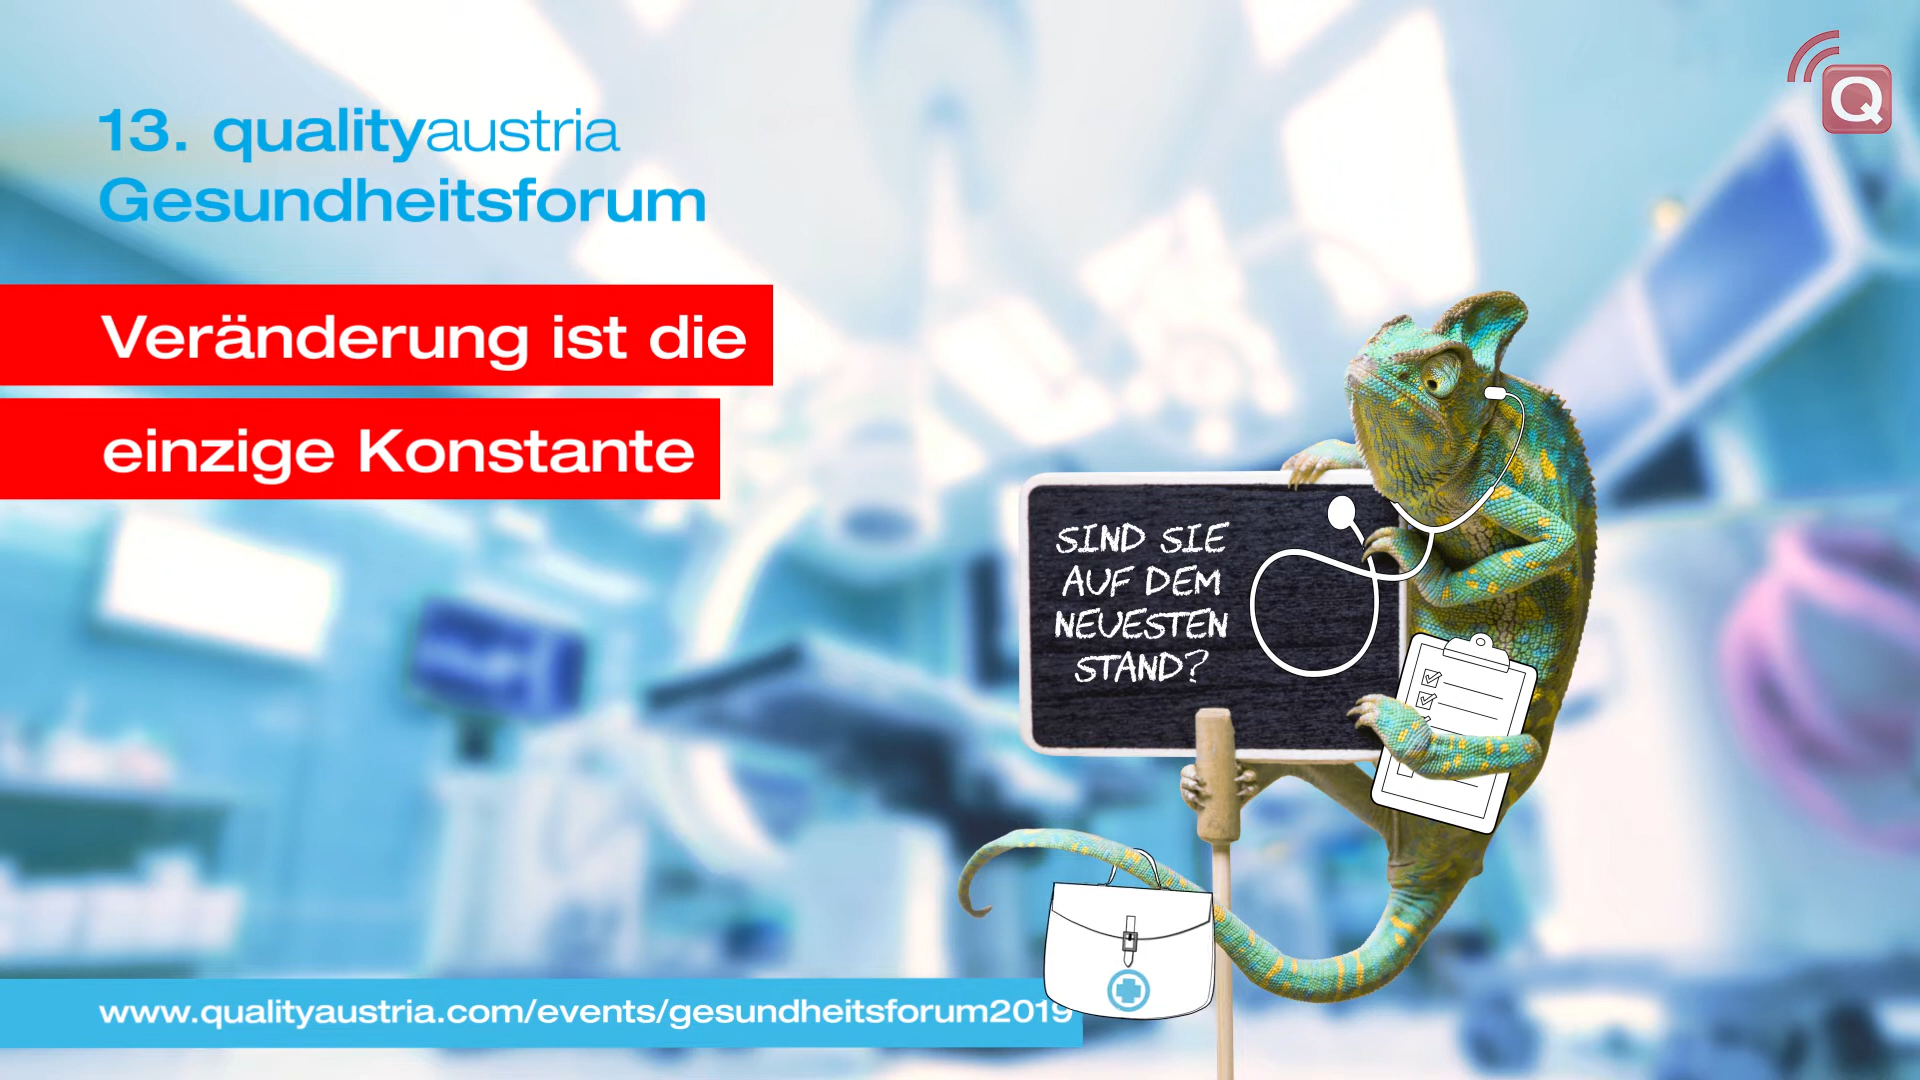 13. qualityaustria
Gesundheitsforum
Veränderung ist die
einzige Konstante
SIND SIE
AUF DEM
NEUESTEN
STAND?
www.qualityaustria.com/events/gesundheitsforum2019
Q